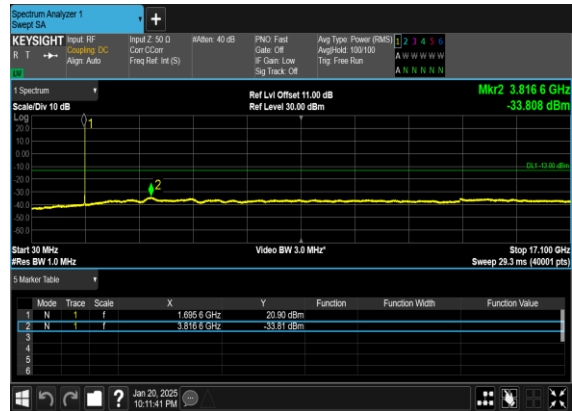 Spectrum Analyzer 1
Swept SA
+
KEYSIGHT Input: RF Input Z: 50 Ω #Atten: 40 dB PNO: Fast Avg Type: Power (RMS) 1 2 3 4 5 6
R T Coupling: DC Corr CCorr Gate: Off Avg|Hold: 100/100 A W W W W W
Align: Auto Freq Ref: Int (S) IF Gain: Low Trig: Free Run
LW Sig Track: Off A N N N N N
1 Spectrum Ref Lvl Offset 11.00 dB Mkr2 3.816 6 GHz
Scale/Div 10 dB Ref Level 30.00 dBm -33.808 dBm
Log
1
20.0
10.0
0.00
-10.0 DL1 -13.00 dBm
-20.0
2
-30.0
-40.0
-50.0
-60.0
Start 30 MHz Video BW 3.0 MHz* Stop 17.100 GHz
#Res BW 1.0 MHz Sweep 29.3 ms (40001 pts)
5 Marker Table
Mode Trace Scale X Y Function Function Width Function Value
1 N 1 f 1.695 6 GHz 20.90 dBm
2 N 1 f 3.816 6 GHz -33.81 dBm
3
4
5
6
? Jan 20, 2025
10:11:41 PM